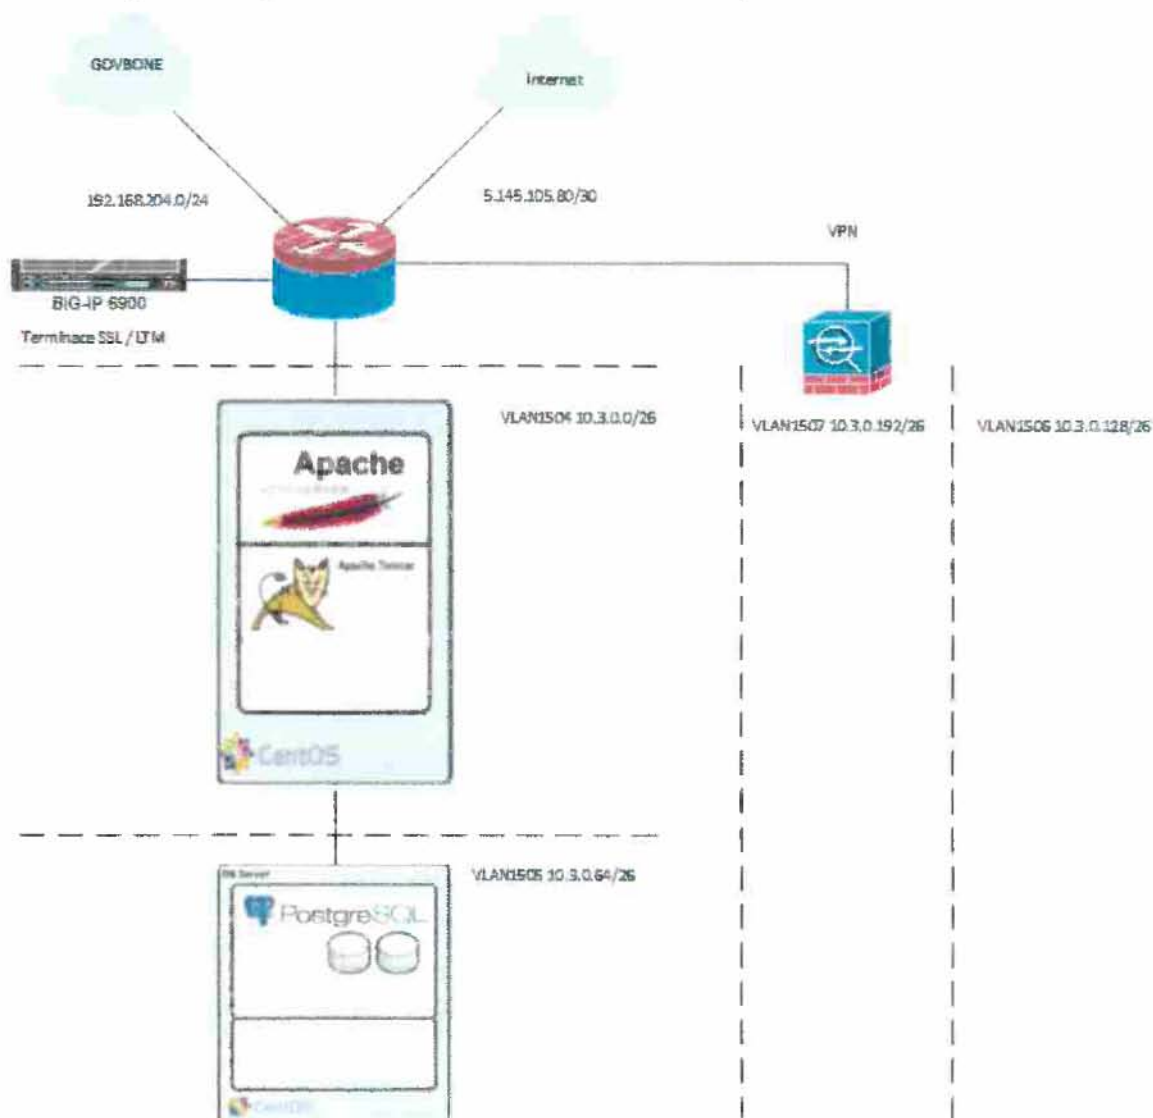 GOVBONE
Internet
192.168.204.0/24
5.145.105.80/30
VPN
BIG-IP 6900
Terminace SSL / LTM
VLAN1504 10.3.0.0/26
VLAN1507 10.3.0.192/26
VLAN1506 10.3.0.128/26
Apache
Apache Tomcat
CentOS
DB Server
VLAN1505 10.3.0.64/26
PostgreSQL
CentOS